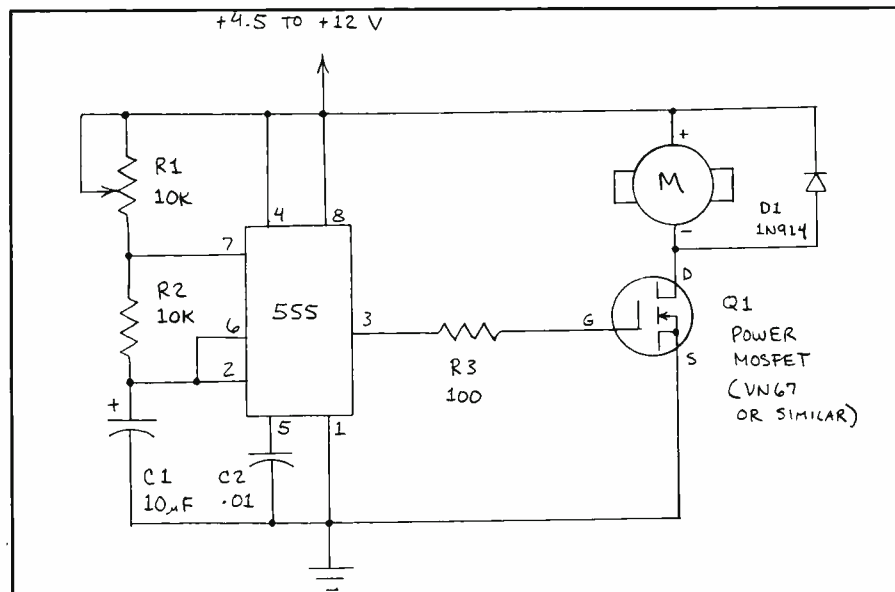 +4.5 TO +12 V
R1
10K
7
R2
10K
6
2
4
8
555
3
5
1
+
C1
10µF
C2
.01
R3
100
+
M
-
D1
1N914
D
G
S
Q1
POWER
MOSFET
(VN67
OR SIMILAR)